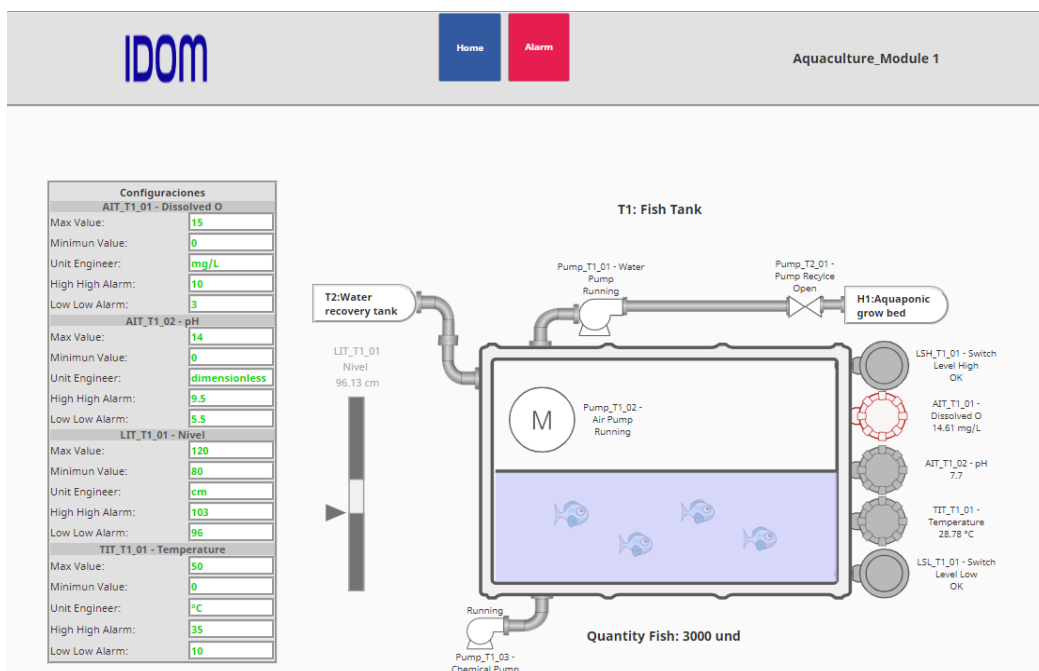 IDOM
Home
Alarm
Aquaculture_Module 1
Configuraciones
AIT_T1_01 - Dissolved O
Max Value: 15
Minimun Value: 0
Unit Engineer: mg/L
High High Alarm: 10
Low Low Alarm: 3
AIT_T1_02 - pH
Max Value: 14
Minimun Value: 0
Unit Engineer: dimensionless
High High Alarm: 9.5
Low Low Alarm: 5.5
LIT_T1_01 - Nivel
Max Value: 120
Minimun Value: 80
Unit Engineer: cm
High High Alarm: 103
Low Low Alarm: 96
TIT_T1_01 - Temperature
Max Value: 50
Minimun Value: 0
Unit Engineer: °C
High High Alarm: 35
Low Low Alarm: 10
T1: Fish Tank
T2:Water
recovery tank
Pump_T1_01 - Water
Pump
Running
Pump_T2_01 -
Pump Recylce
Open
H1:Aquaponic
grow bed
LIT_T1_01
Nivel
96.13 cm
M
Pump_T1_02 -
Air Pump
Running
LSH_T1_01 - Switch
Level High
OK
AIT_T1_01 -
Dissolved O
14.61 mg/L
AIT_T1_02 - pH
7.7
TIT_T1_01 -
Temperature
28.78 °C
LSL_T1_01 - Switch
Level Low
OK
Running
Pump_T1_03 -
Chemical Pump
Quantity Fish: 3000 und